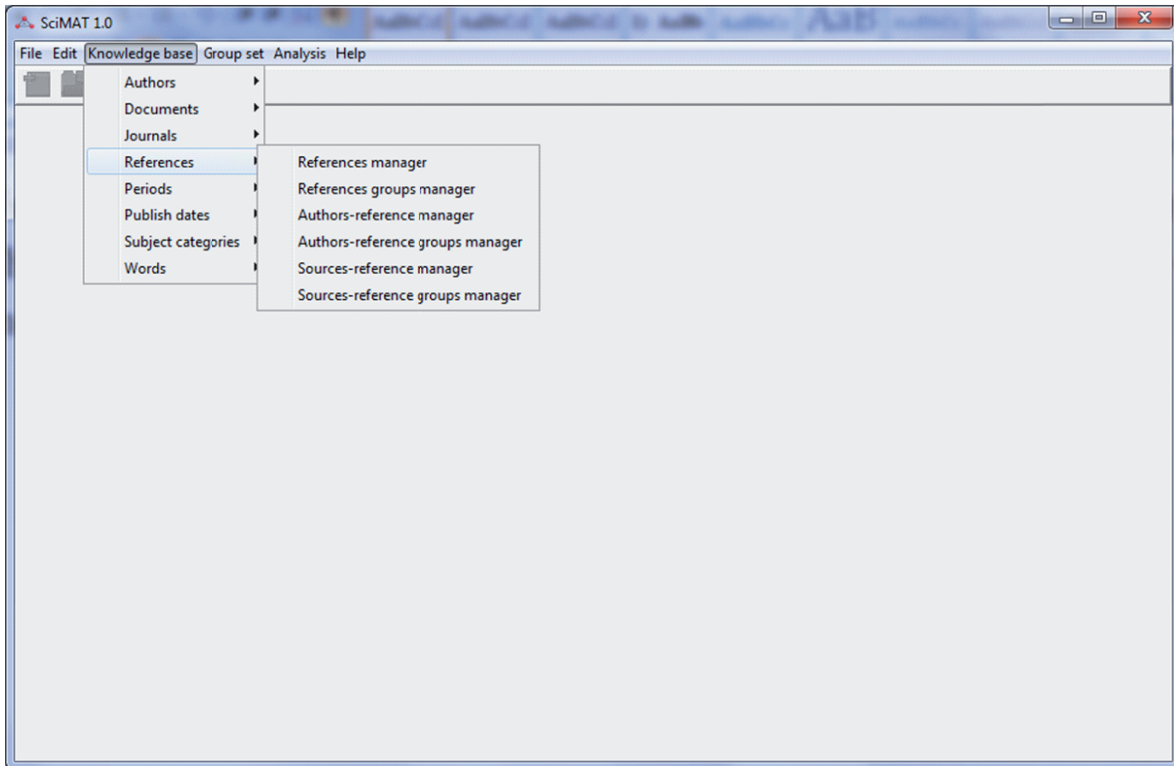 SciMAT 1.0
File Edit Knowledge base Group set Analysis Help
Authors
Documents
Journals
References
Periods
Publish dates
Subject categories
Words
References manager
References groups manager
Authors-reference manager
Authors-reference groups manager
Sources-reference manager
Sources-reference groups manager